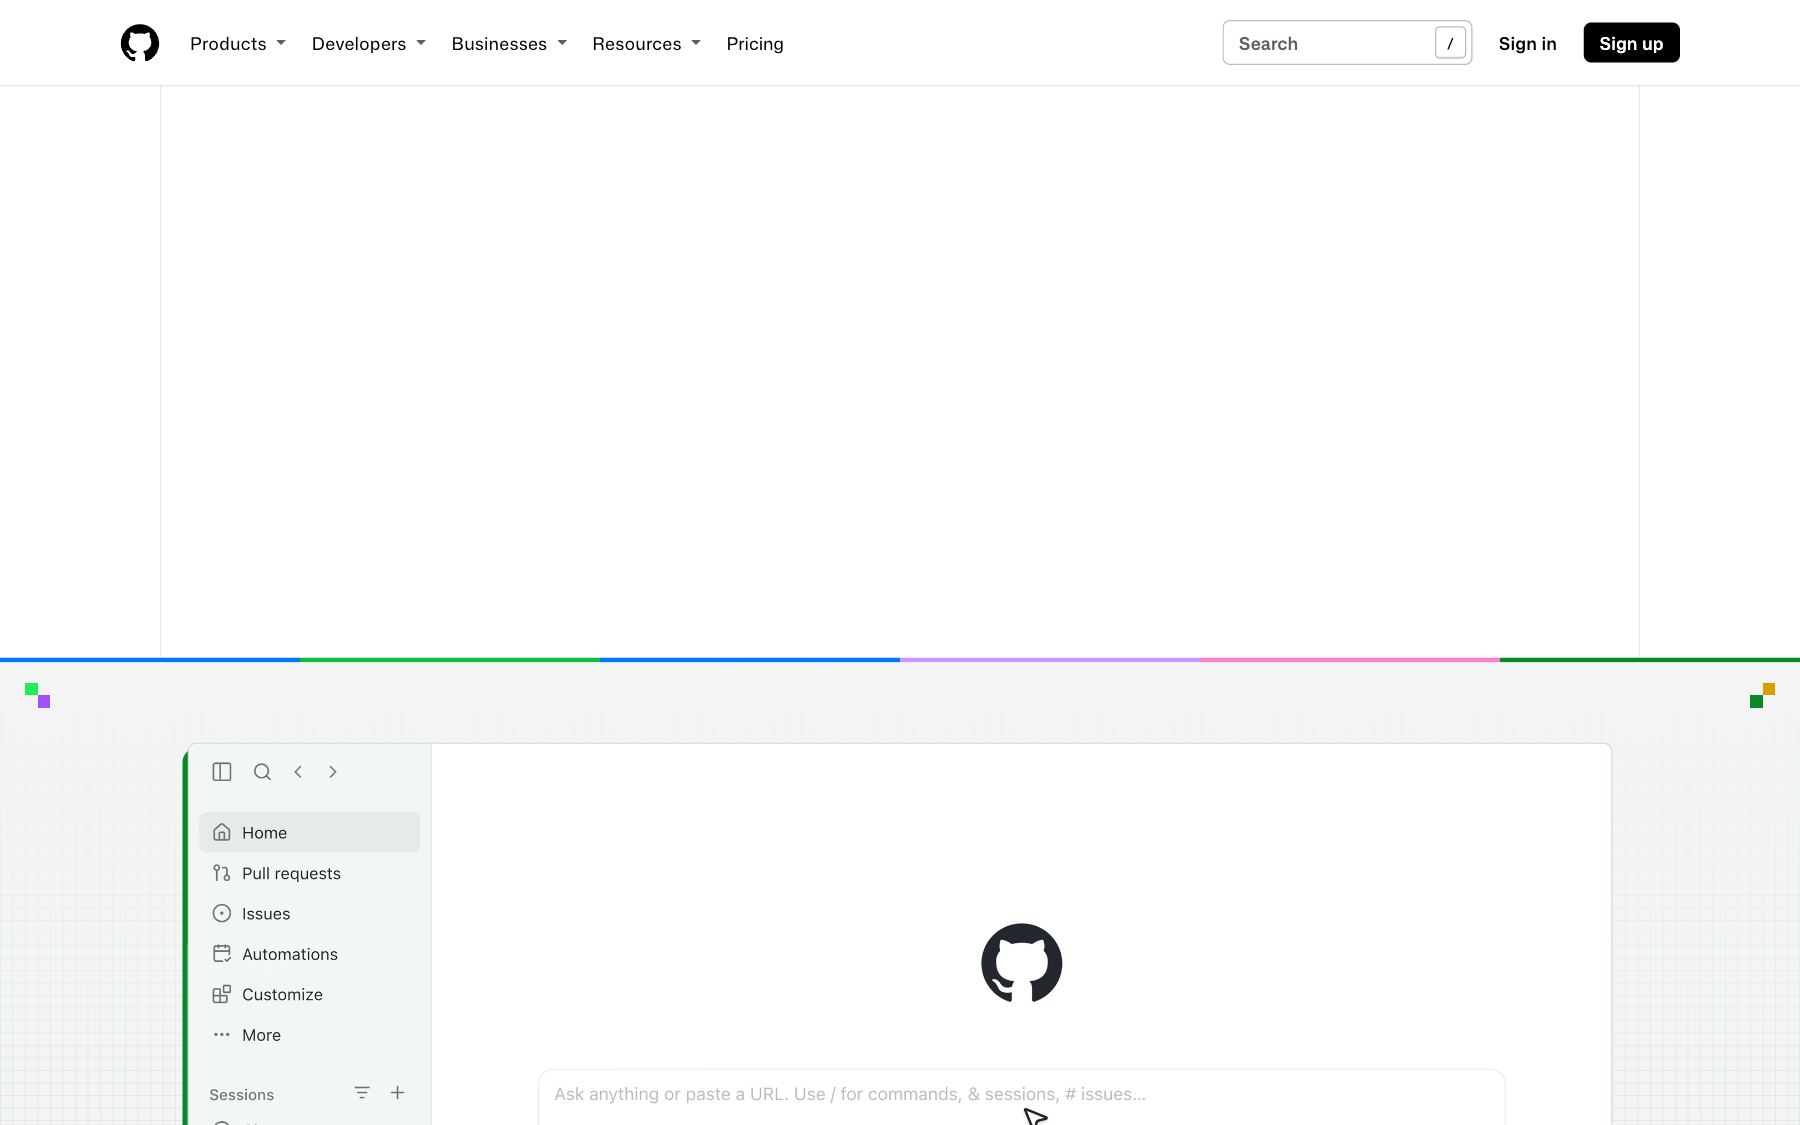 Products Developers Businesses Resources Pricing Search / Sign in Sign up
Home
Pull requests
Issues
Automations
Customize
More
Sessions
Ask anything or paste a URL. Use / for commands, & sessions, # issues...